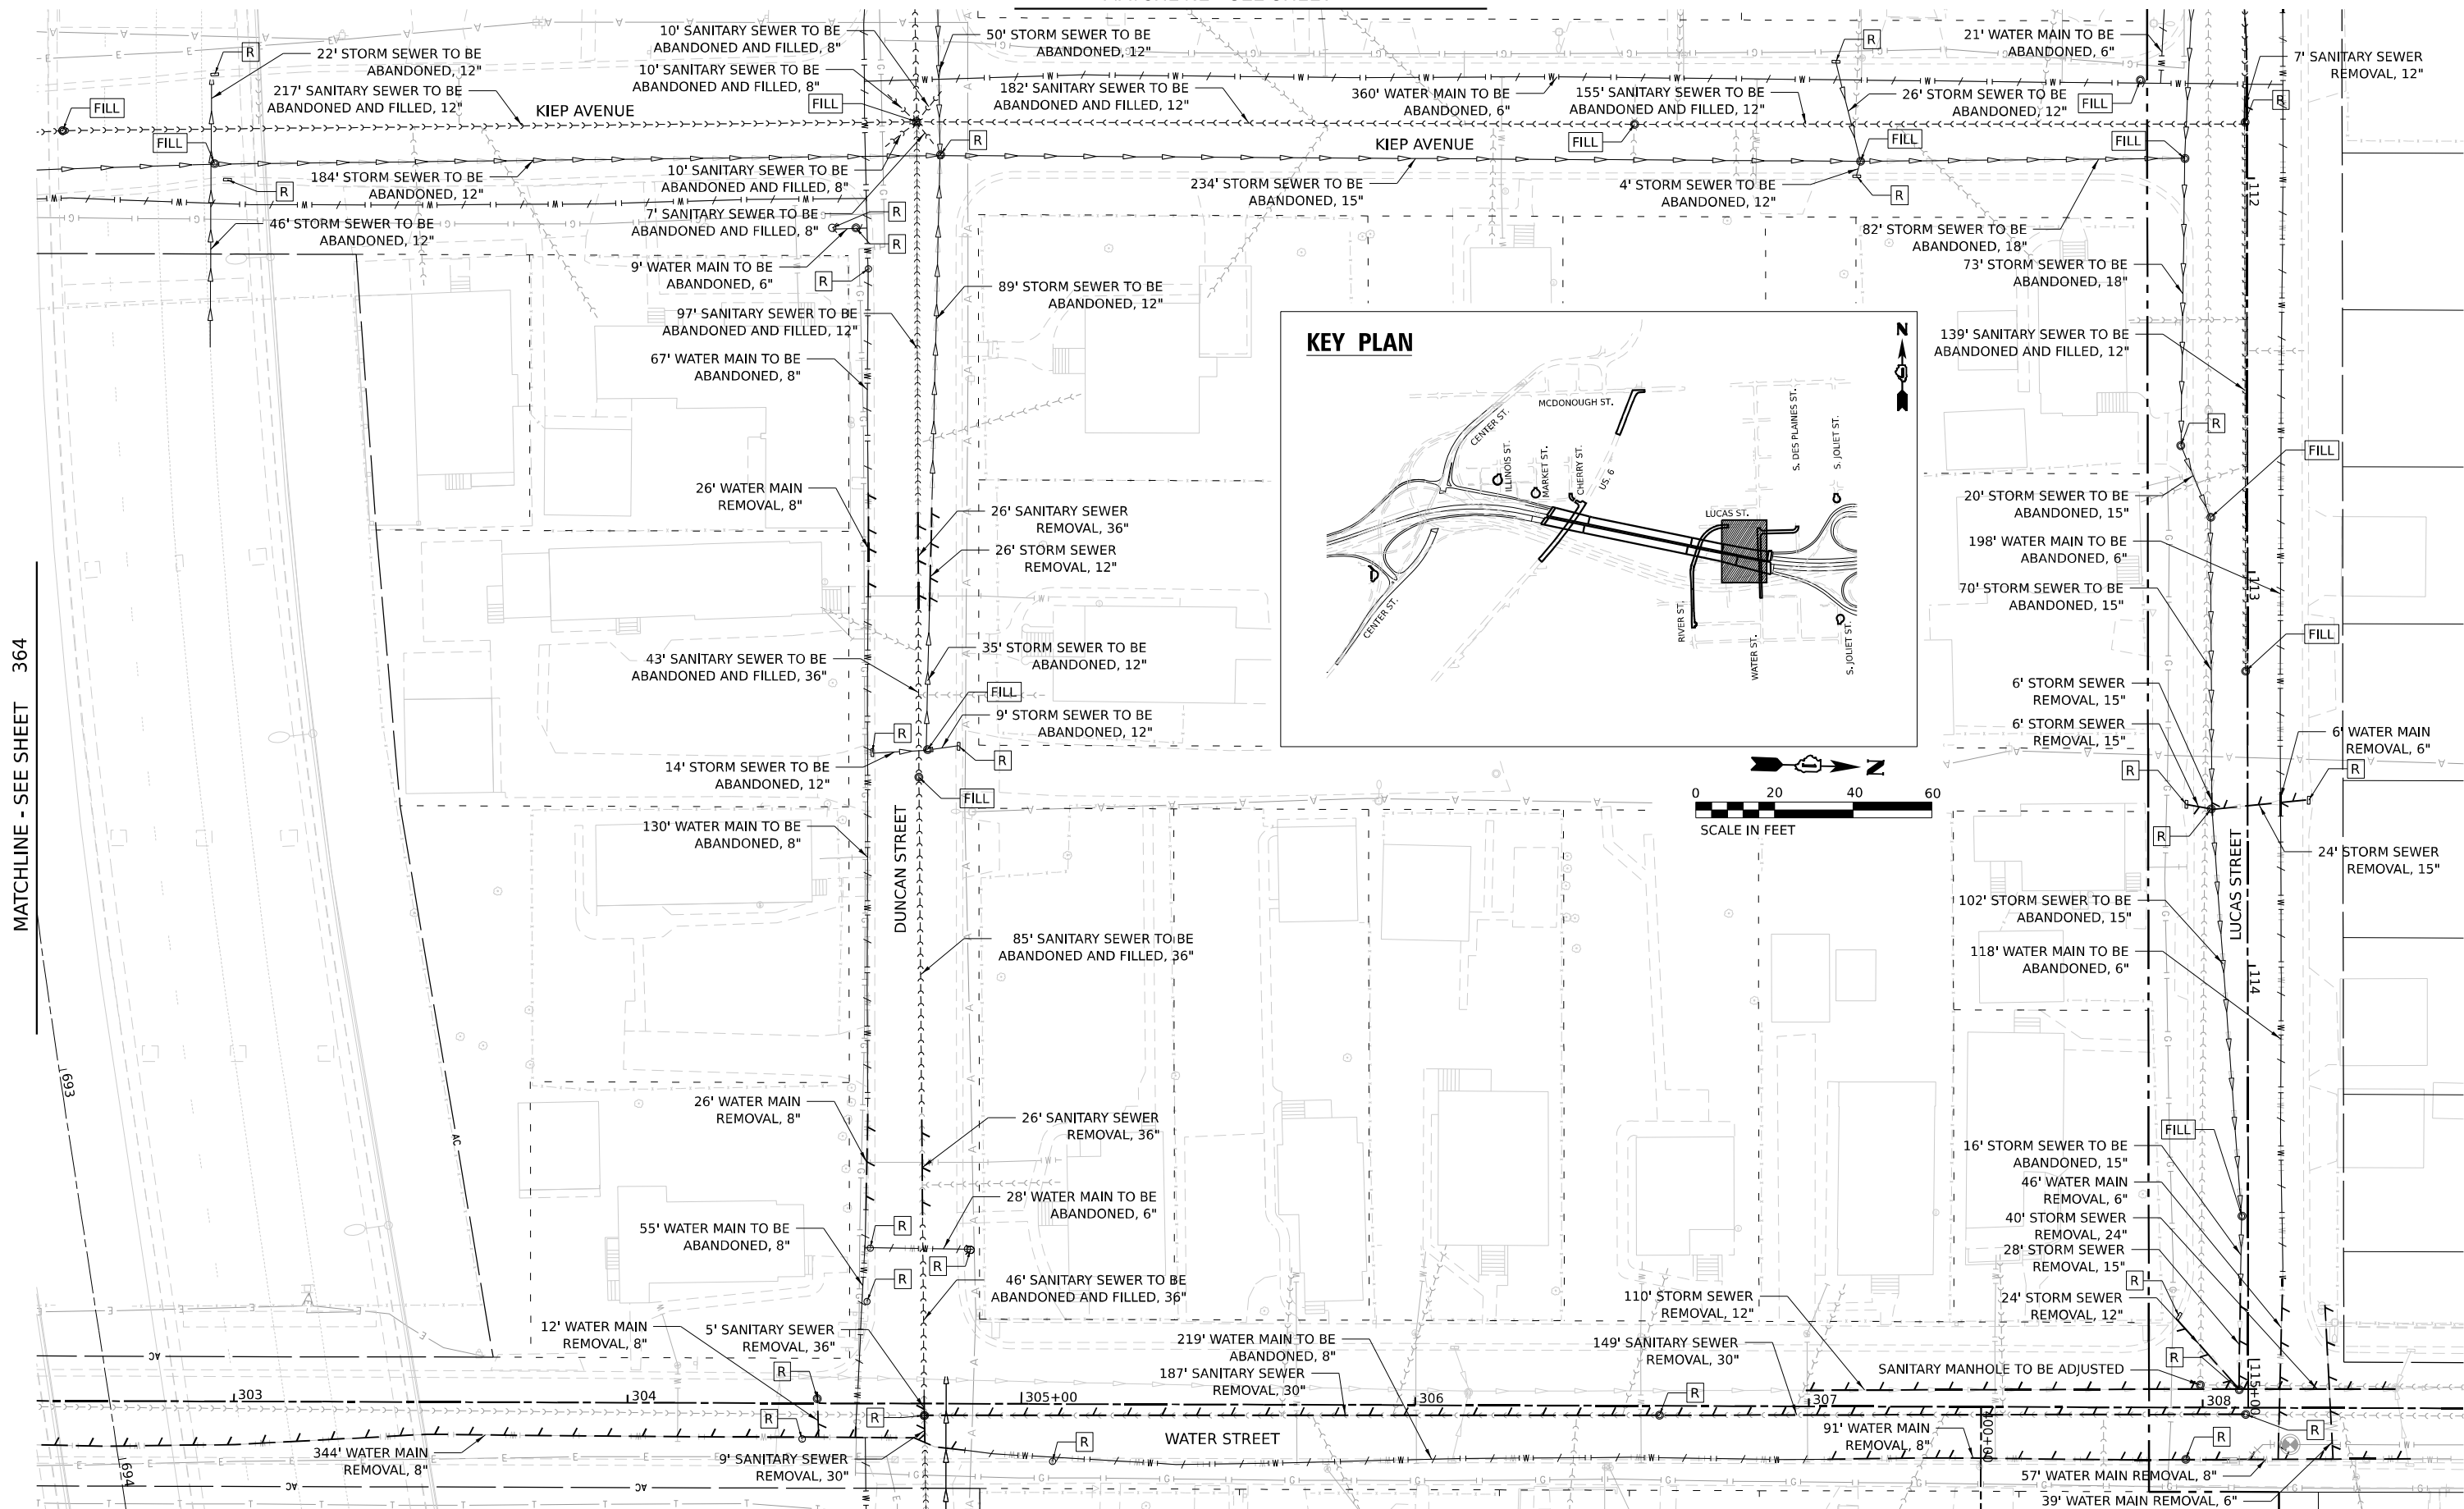 10' SANITARY SEWER TO BE
ABANDONED AND FILLED, 8"
50' STORM SEWER TO BE
ABANDONED, 12"
R
21' WATER MAIN TO BE
ABANDONED, 6"
R
22' STORM SEWER TO BE
ABANDONED, 12"
7' SANITARY SEWER
REMOVAL, 12"
10' SANITARY SEWER TO BE
ABANDONED AND FILLED, 8"
217' SANITARY SEWER TO BE
ABANDONED AND FILLED, 12"
182' SANITARY SEWER TO BE
ABANDONED AND FILLED, 12"
360' WATER MAIN TO BE
ABANDONED, 6"
155' SANITARY SEWER TO BE
ABANDONED AND FILLED, 12"
26' STORM SEWER TO BE
ABANDONED, 12"
FILL
FILL
FILL
R
KIEP AVENUE
FILL
KIEP AVENUE
FILL
FILL
FILL
R
184' STORM SEWER TO BE
ABANDONED, 12"
R
10' SANITARY SEWER TO BE
ABANDONED AND FILLED, 8"
234' STORM SEWER TO BE
ABANDONED, 15"
4' STORM SEWER TO BE
ABANDONED, 12"
R
112
46' STORM SEWER TO BE
ABANDONED, 12"
7' SANITARY SEWER TO BE
ABANDONED AND FILLED, 8"
R
R
82' STORM SEWER TO BE
ABANDONED, 18"
9' WATER MAIN TO BE
ABANDONED, 6"
R
73' STORM SEWER TO BE
ABANDONED, 18"
89' STORM SEWER TO BE
ABANDONED, 12"
97' SANITARY SEWER TO BE
ABANDONED AND FILLED, 12"
139' SANITARY SEWER TO BE
ABANDONED AND FILLED, 12"
67' WATER MAIN TO BE
ABANDONED, 8"
KEY PLAN
N
MCDONOUGH ST.
CENTER ST.
ILLINOIS ST.
MARKET ST.
CHERRY ST.
US. 6
S. DES PLAINES ST.
S. JOLIET ST.
LUCAS ST.
CENTER ST.
RIVER ST.
WATER ST.
S. JOLIET ST.
R
FILL
26' WATER MAIN
REMOVAL, 8"
26' SANITARY SEWER
REMOVAL, 36"
20' STORM SEWER TO BE
ABANDONED, 15"
26' STORM SEWER
REMOVAL, 12"
198' WATER MAIN TO BE
ABANDONED, 6"
113
70' STORM SEWER TO BE
ABANDONED, 15"
FILL
MATCHLINE - SEE SHEET 364
43' SANITARY SEWER TO BE
ABANDONED AND FILLED, 36"
35' STORM SEWER TO BE
ABANDONED, 12"
6' STORM SEWER
REMOVAL, 15"
FILL
9' STORM SEWER TO BE
ABANDONED, 12"
6' STORM SEWER
REMOVAL, 15"
6' WATER MAIN
REMOVAL, 6"
R
R
14' STORM SEWER TO BE
ABANDONED, 12"
N
R
R
FILL
0 20 40 60
SCALE IN FEET
130' WATER MAIN TO BE
ABANDONED, 8"
R
24' STORM SEWER
REMOVAL, 15"
DUNCAN STREET
LUCAS STREET
102' STORM SEWER TO BE
ABANDONED, 15"
85' SANITARY SEWER TO BE
ABANDONED AND FILLED, 36"
118' WATER MAIN TO BE
ABANDONED, 6"
114
693
26' WATER MAIN
REMOVAL, 8"
26' SANITARY SEWER
REMOVAL, 36"
FILL
AC
16' STORM SEWER TO BE
ABANDONED, 15"
46' WATER MAIN
REMOVAL, 6"
28' WATER MAIN TO BE
ABANDONED, 6"
40' STORM SEWER
REMOVAL, 24"
55' WATER MAIN TO BE
ABANDONED, 8"
R
28' STORM SEWER
REMOVAL, 15"
R
R
46' SANITARY SEWER TO BE
ABANDONED AND FILLED, 36"
R
110' STORM SEWER
REMOVAL, 12"
24' STORM SEWER
REMOVAL, 12"
12' WATER MAIN
REMOVAL, 8"
5' SANITARY SEWER
REMOVAL, 36"
219' WATER MAIN TO BE
ABANDONED, 8"
149' SANITARY SEWER
REMOVAL, 30"
AC
R
187' SANITARY SEWER
REMOVAL, 30"
SANITARY MANHOLE TO BE ADJUSTED
R
303
304
305+00
306
R
307
308
115+00
R
R
400+00
R
R
344' WATER MAIN
REMOVAL, 8"
WATER STREET
R
91' WATER MAIN
REMOVAL, 8"
9' SANITARY SEWER
REMOVAL, 30"
694
AC
AC
57' WATER MAIN REMOVAL, 8"
39' WATER MAIN REMOVAL, 6"